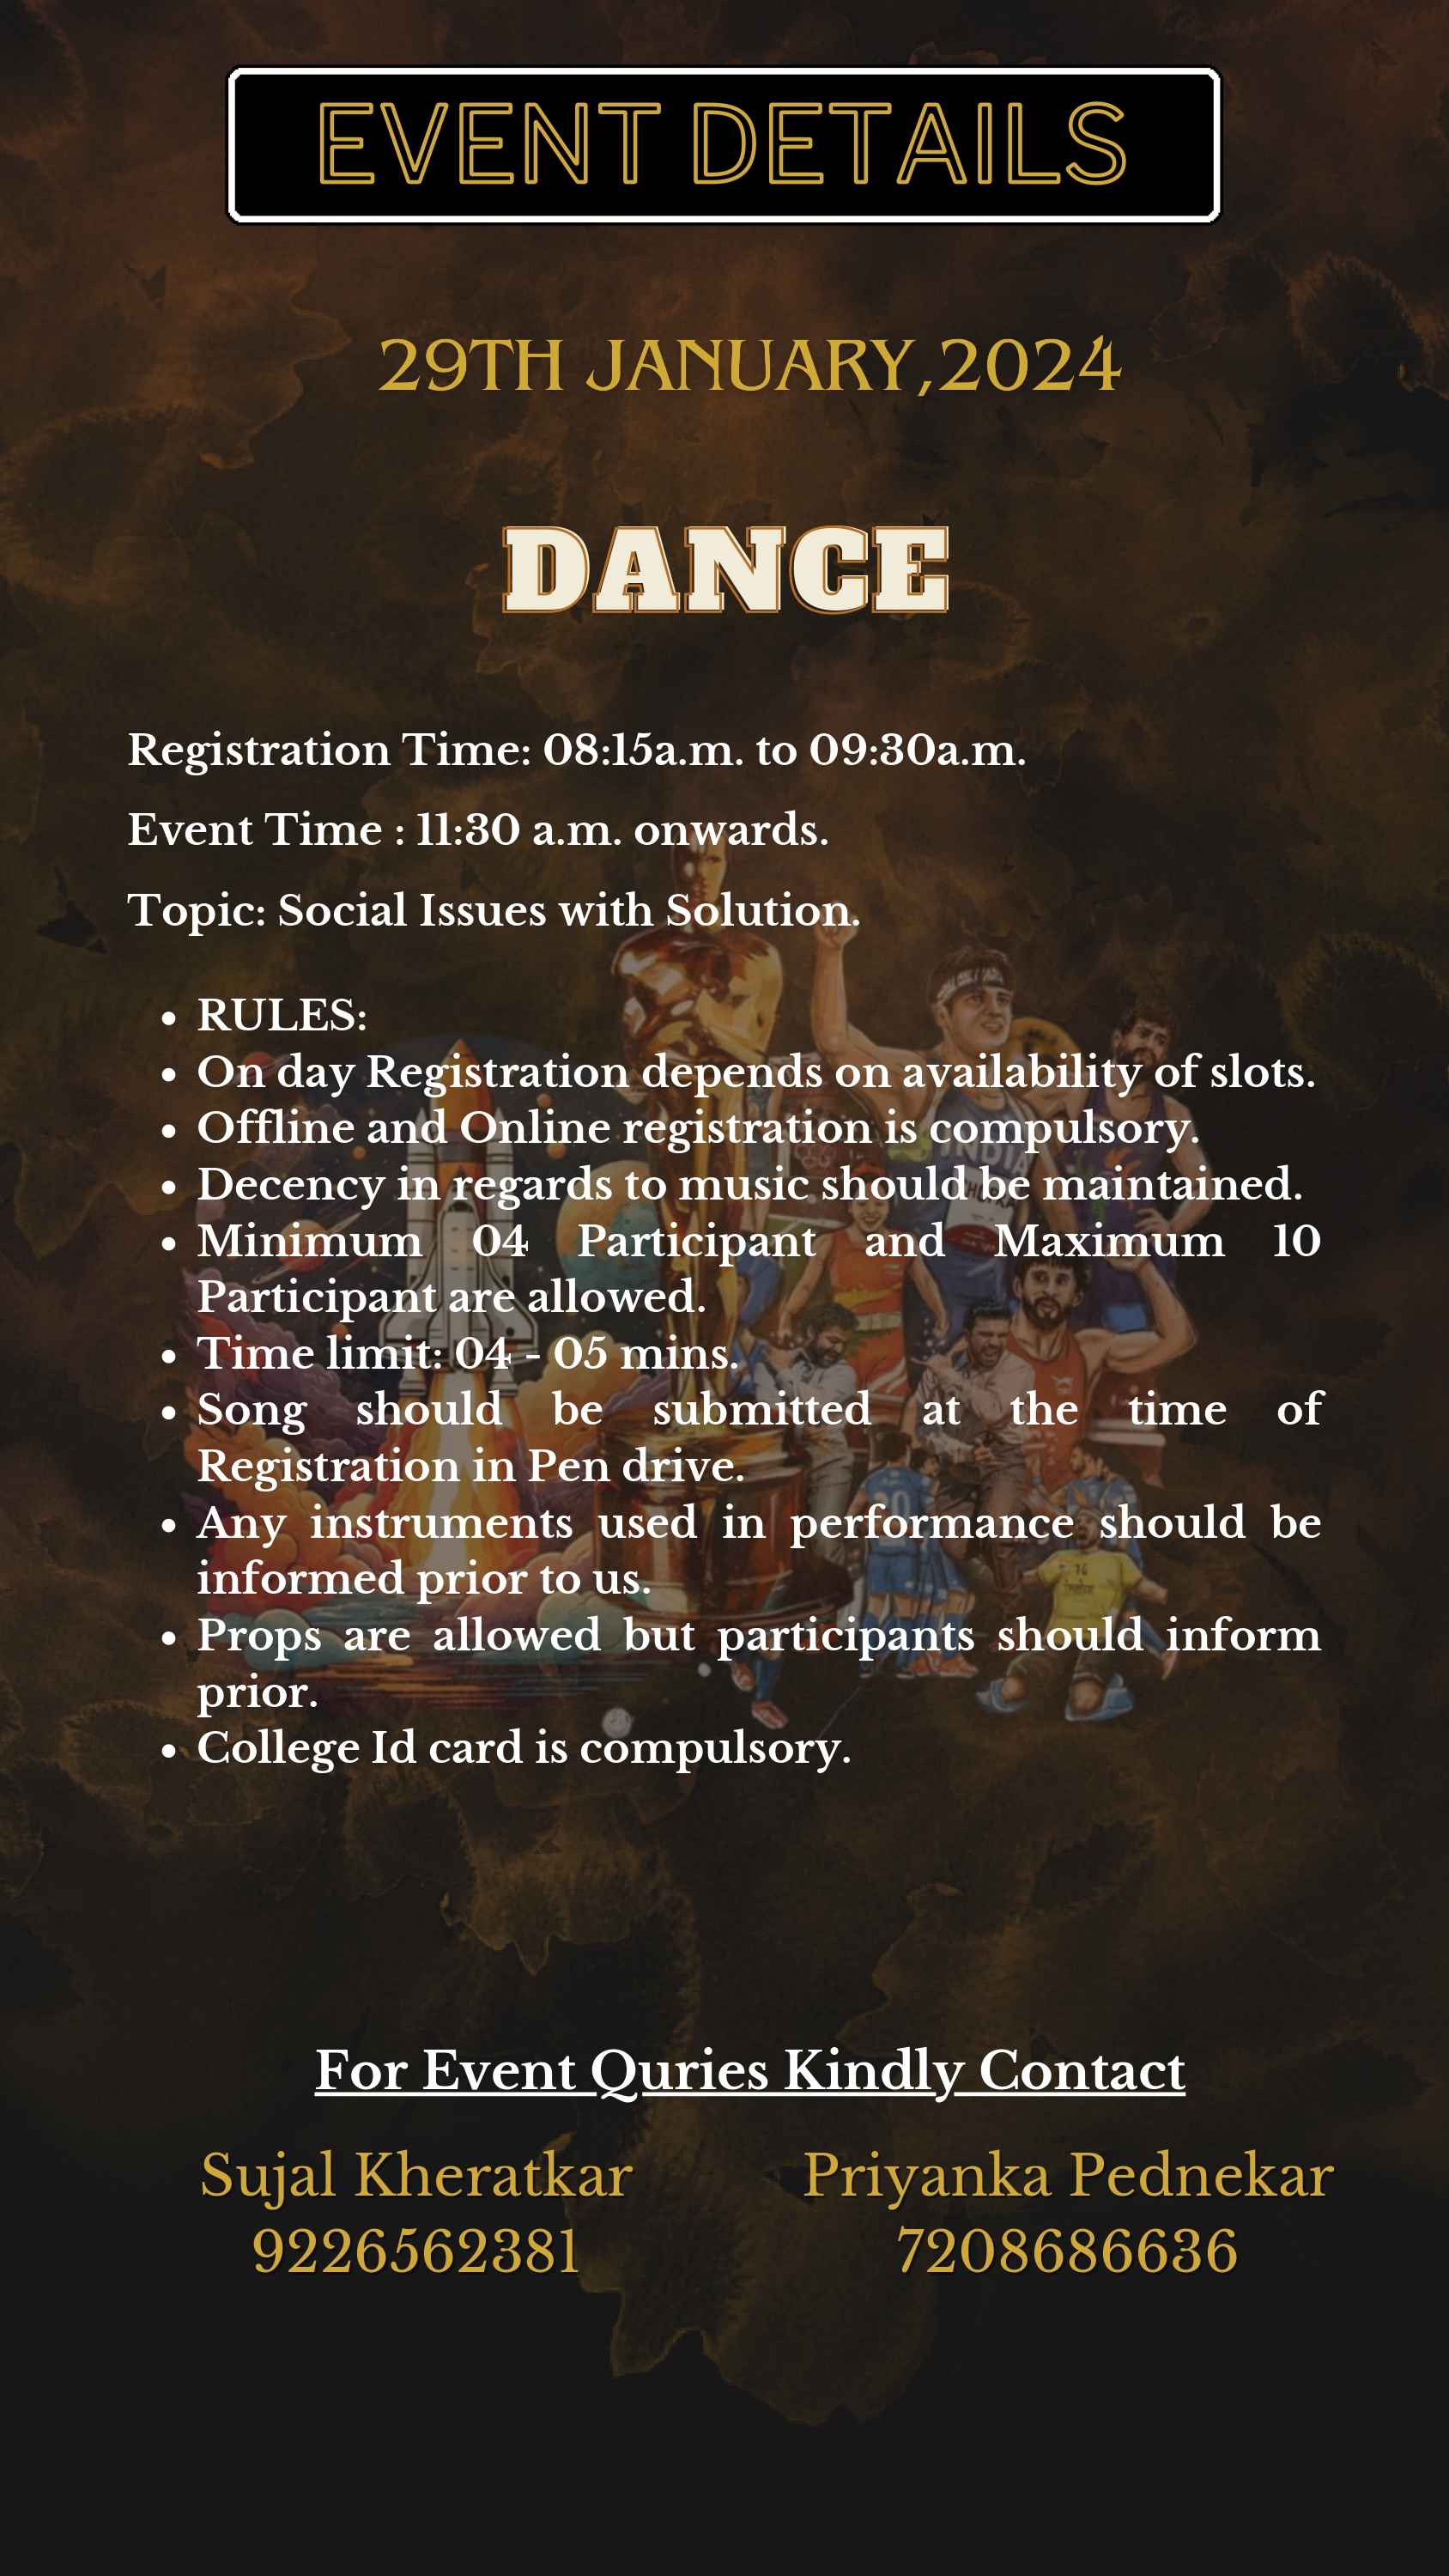 EVENT DETAILS
29TH JANUARY,2024
DANCE
Registration Time: 08:15a.m. to 09:30a.m.
Event Time : 11:30 a.m. onwards.
Topic: Social Issues with Solution.
• RULES:
• On day Registration depends on availability of slots.
• Offline and Online registration is compulsory.
• Decency in regards to music should be maintained.
• Minimum 04 Participant and Maximum 10
Participant are allowed.
• Time limit: 04 - 05 mins.
• Song should be submitted at the time of
Registration in Pen drive.
• Any instruments used in performance should be
informed prior to us.
• Props are allowed but participants should inform
prior.
• College Id card is compulsory.
INDIA
For Event Quries Kindly Contact
Sujal Kheratkar
9226562381
Priyanka Pednekar
7208686636